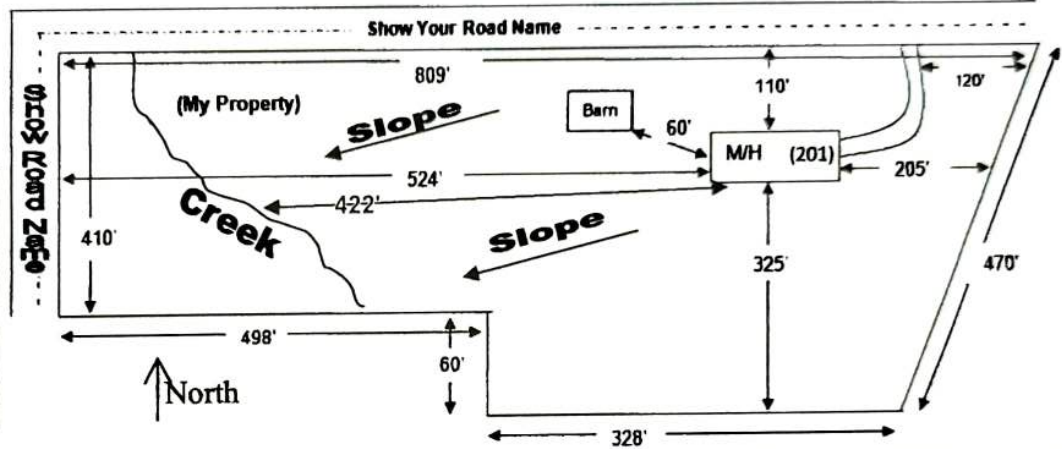 Show Your Road Name
Show Road Name
809'
110'
120'
(My Property)
Slope
Barn
60'
M/H (201)
205'
524'
422'
Creek
410'
Slope
325'
470'
498'
60'
North
328'